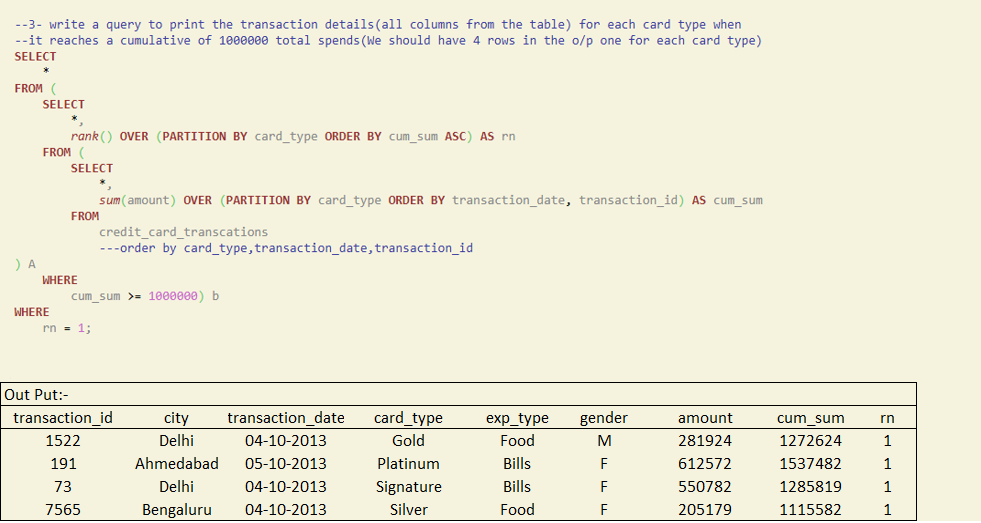 --3- write a query to print the transaction details(all columns from the table) for each card type when
--it reaches a cumulative of 1000000 total spends(We should have 4 rows in the o/p one for each card type)
SELECT
*
FROM (
SELECT
*,
rank() OVER (PARTITION BY card_type ORDER BY cum_sum ASC) AS rn
FROM (
SELECT
*,
sum(amount) OVER (PARTITION BY card_type ORDER BY transaction_date, transaction_id) AS cum_sum
FROM
credit_card_transcations
---order by card_type,transaction_date,transaction_id
) A
WHERE
cum_sum >= 1000000) b
WHERE
rn = 1;
Out Put:-
transaction_id city transaction_date card_type exp_type gender amount cum_sum rn
1522 Delhi 04-10-2013 Gold Food M 281924 1272624 1
191 Ahmedabad 05-10-2013 Platinum Bills F 612572 1537482 1
73 Delhi 04-10-2013 Signature Bills F 550782 1285819 1
7565 Bengaluru 04-10-2013 Silver Food F 205179 1115582 1